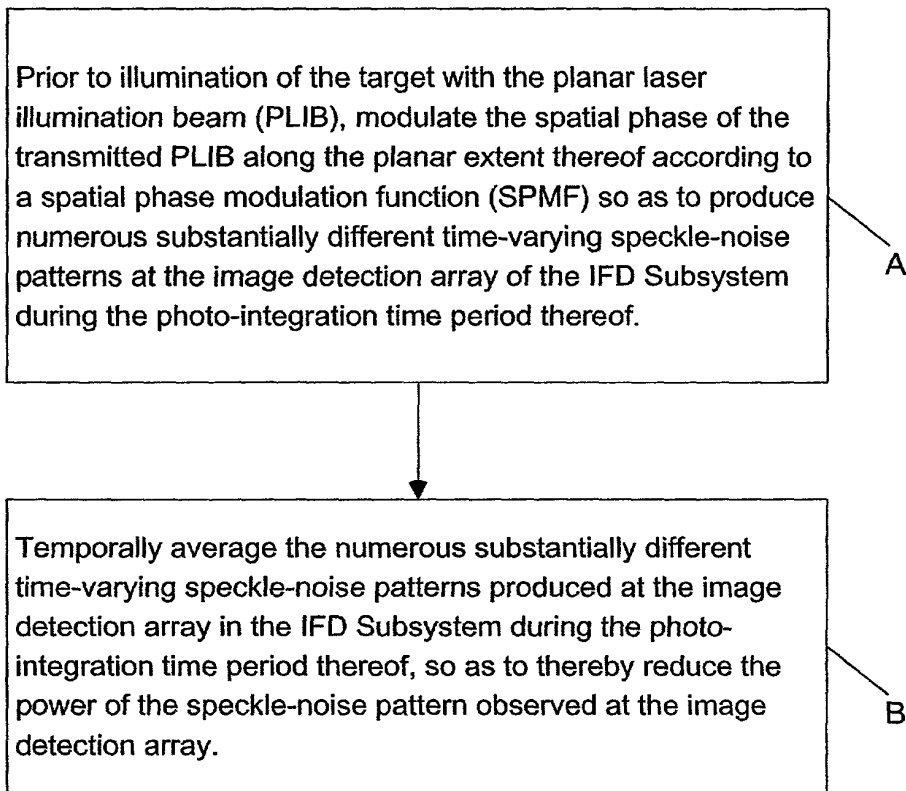 Prior to illumination of the target with the planar laser
illumination beam (PLIB), modulate the spatial phase of the
transmitted PLIB along the planar extent thereof according to
a spatial phase modulation function (SPMF) so as to produce
numerous substantially different time-varying speckle-noise
patterns at the image detection array of the IFD Subsystem
during the photo-integration time period thereof.
A
Temporally average the numerous substantially different
time-varying speckle-noise patterns produced at the image
detection array in the IFD Subsystem during the photo-
integration time period thereof, so as to thereby reduce the
power of the speckle-noise pattern observed at the image
detection array.
B